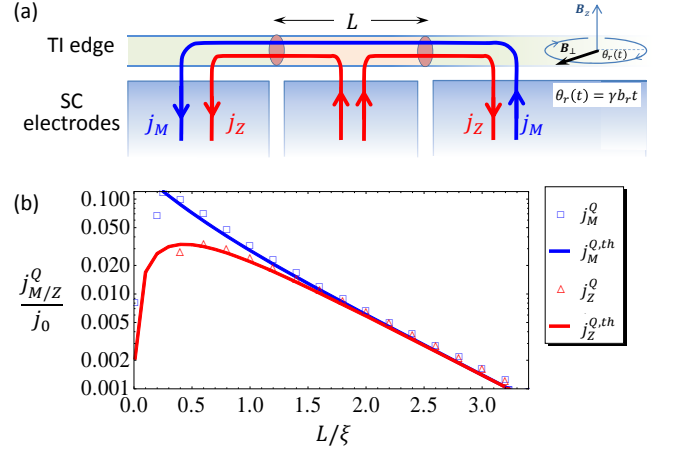 (a)
L
TI edge
SC
electrodes
j_M
j_Z
j_Z
j_M
B_z
B_⊥
θ_r(t)
θ_r(t) = γb_r t
(b)
j^Q_{M/Z}
j_0
0.100
0.050
0.020
0.010
0.005
0.002
0.001
0.0 0.5 1.0 1.5 2.0 2.5 3.0
L/ξ
j^Q_M
j^{Q,th}_M
j^Q_Z
j^{Q,th}_Z